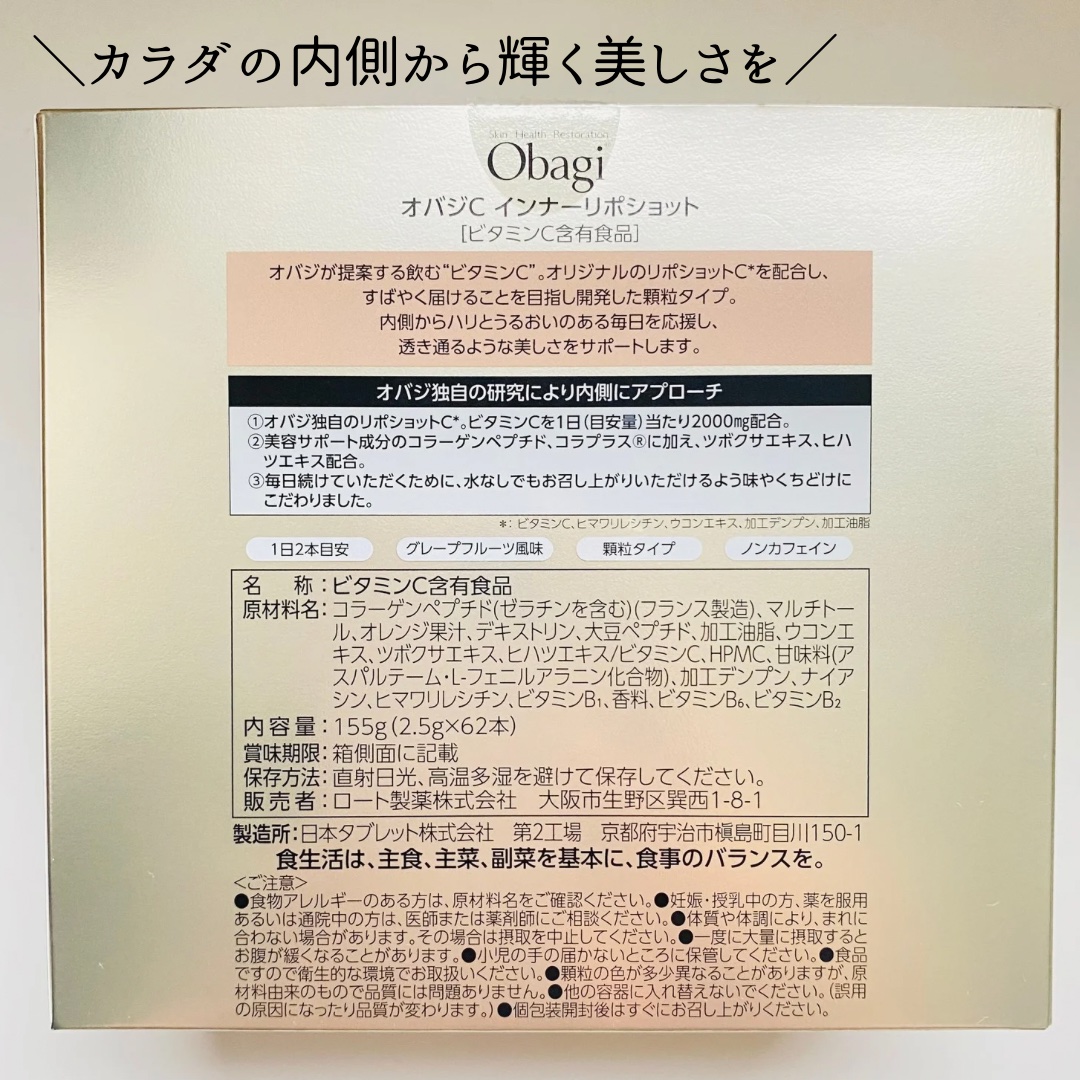 ＼カラダの内側から輝く美しさを／
Skin Health Restoration
Obagi
オバジC インナーリポショット
[ビタミンC含有食品]
オバジが提案する飲む“ビタミンC”。オリジナルのリポショットC*を配合し、
すばやく届けることを目指し開発した顆粒タイプ。
内側からハリとうるおいのある毎日を応援し、
透き通るような美しさをサポートします。
オバジ独自の研究により内側にアプローチ
①オバジ独自のリポショットC*。ビタミンCを1日(目安量)当たり2000㎎配合。
②美容サポート成分のコラーゲンペプチド、コラプラス®に加え、ツボクサエキス、ヒハ
ツエキス配合。
③毎日続けていただくために、水なしでもお召し上がりいただけるよう味やくちどけに
こだわりました。
*：ビタミンC、ヒマワリレシチン、ウコンエキス、加工デンプン、加工油脂
1日2本目安 グレープフルーツ風味 顆粒タイプ ノンカフェイン
名　称：ビタミンC含有食品
原材料名：コラーゲンペプチド(ゼラチンを含む)(フランス製造)、マルチトー
ル、オレンジ果汁、デキストリン、大豆ペプチド、加工油脂、ウコンエ
キス、ツボクサエキス、ヒハツエキス/ビタミンC、HPMC、甘味料(ア
スパルテーム・L-フェニルアラニン化合物)、加工デンプン、ナイア
シン、ヒマワリレシチン、ビタミンB₁、香料、ビタミンB₆、ビタミンB₂
内容量：155g(2.5g×62本)
賞味期限：箱側面に記載
保存方法：直射日光、高温多湿を避けて保存してください。
販売者：ロート製薬株式会社　大阪市生野区巽西1-8-1
製造所：日本タブレット株式会社　第2工場　京都府宇治市槇島町目川150-1
食生活は、主食、主菜、副菜を基本に、食事のバランスを。
＜ご注意＞
●食物アレルギーのある方は、原材料名をご確認ください。●妊娠・授乳中の方、薬を服用
あるいは通院中の方は、医師または薬剤師にご相談ください。●体質や体調により、まれに
合わない場合があります。その場合は摂取を中止してください。●一度に大量に摂取すると
お腹が緩くなることがあります。●小児の手の届かないところに保管してください。●食品
ですので衛生的な環境でお取扱いください。●顆粒の色が多少異なることがありますが、原
材料由来のもので品質には問題ありません。●他の容器に入れ替えないでください。(誤用
の原因になったり品質が変わります。)●個包装開封後はすぐにお召し上がりください。